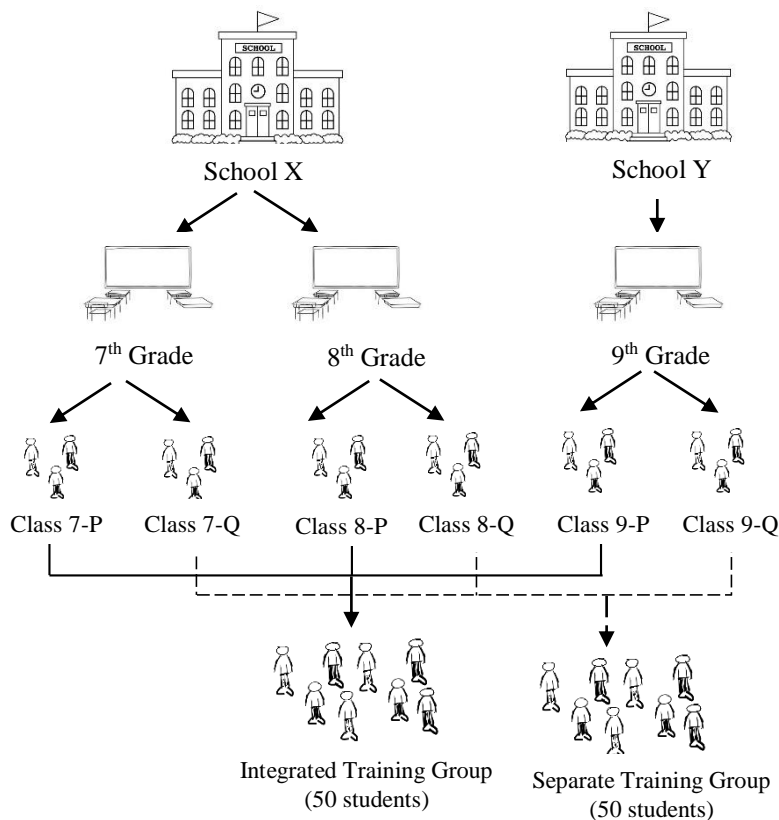 SCHOOL
SCHOOL
School X
School Y
7th Grade
8th Grade
9th Grade
Class 7-P
Class 7-Q
Class 8-P
Class 8-Q
Class 9-P
Class 9-Q
Integrated Training Group
(50 students)
Separate Training Group
(50 students)